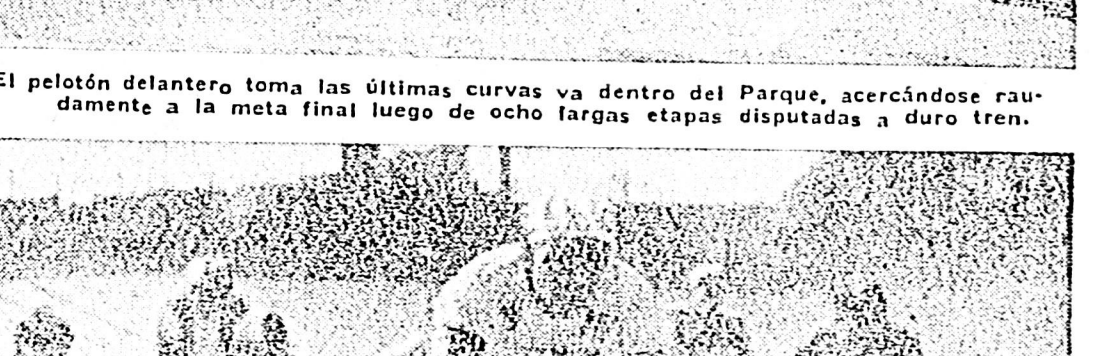 El pelotón delantero toma las últimas curvas va dentro del Parque, acercándose rau-
damente a la meta final luego de ocho fargas etapas disputadas a duro tren.